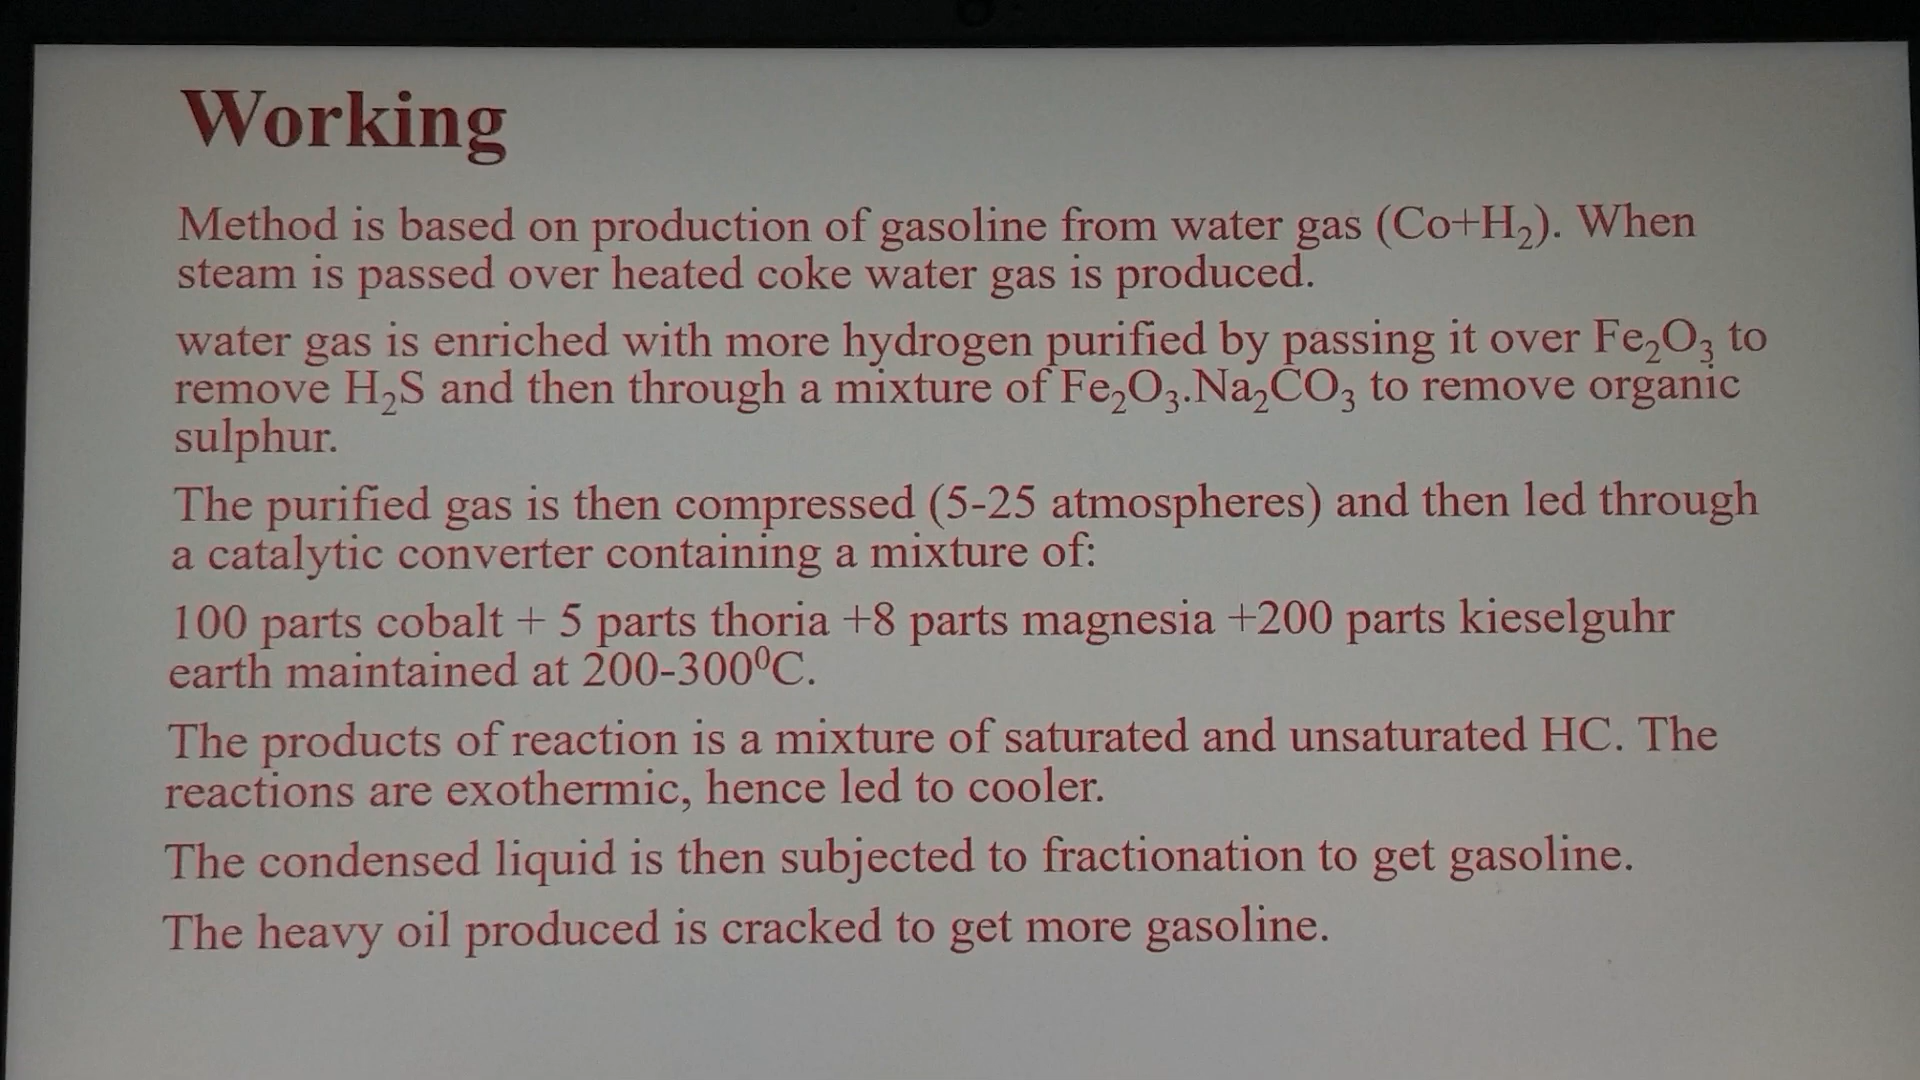 Working
Method is based on production of gasoline from water gas (Co+H₂). When
steam is passed over heated coke water gas is produced.
water gas is enriched with more hydrogen purified by passing it over Fe₂O₃ to
remove H₂S and then through a mixture of Fe₂O₃.Na₂CO₃ to remove organic
sulphur.
The purified gas is then compressed (5-25 atmospheres) and then led through
a catalytic converter containing a mixture of:
100 parts cobalt + 5 parts thoria +8 parts magnesia +200 parts kieselguhr
earth maintained at 200-300⁰C.
The products of reaction is a mixture of saturated and unsaturated HC. The
reactions are exothermic, hence led to cooler.
The condensed liquid is then subjected to fractionation to get gasoline.
The heavy oil produced is cracked to get more gasoline.